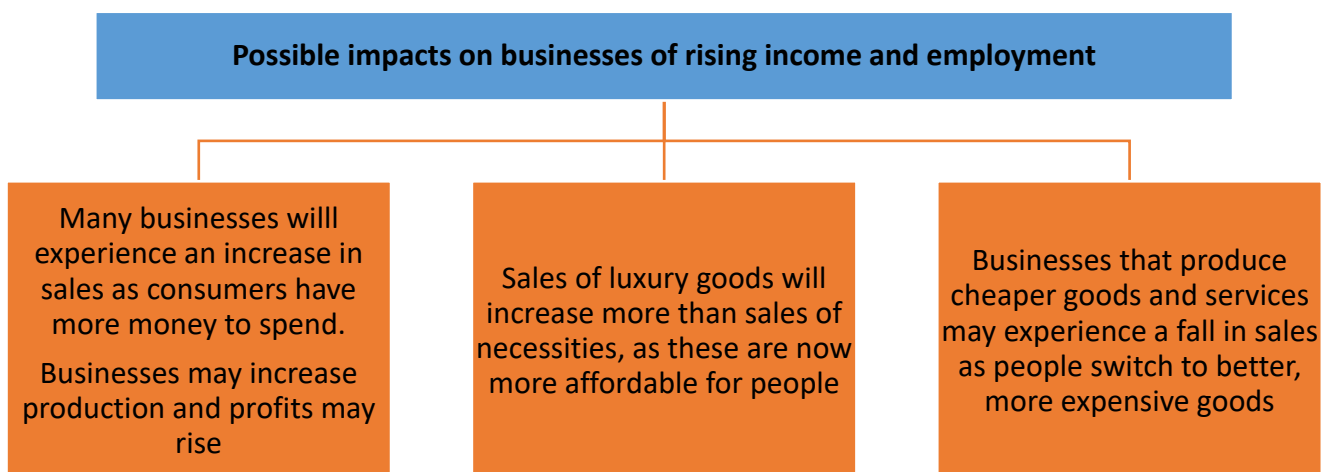 Possible impacts on businesses of rising income and employment
Many businesses willl
experience an increase in
sales as consumers have
more money to spend.
Businesses may increase
production and profits may
rise
Sales of luxury goods will
increase more than sales of
necessities, as these are now
more affordable for people
Businesses that produce
cheaper goods and services
may experience a fall in sales
as people switch to better,
more expensive goods